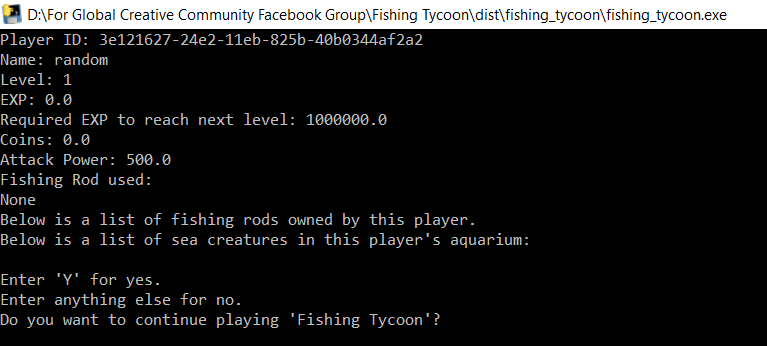 D:\For Global Creative Community Facebook Group\Fishing Tycoon\dist\fishing_tycoon\fishing_tycoon.exe
Player ID: 3e121627-24e2-11eb-825b-40b0344af2a2
Name: random
Level: 1
EXP: 0.0
Required EXP to reach next level: 1000000.0
Coins: 0.0
Attack Power: 500.0
Fishing Rod used:
None
Below is a list of fishing rods owned by this player.
Below is a list of sea creatures in this player's aquarium:
Enter 'Y' for yes.
Enter anything else for no.
Do you want to continue playing 'Fishing Tycoon'?